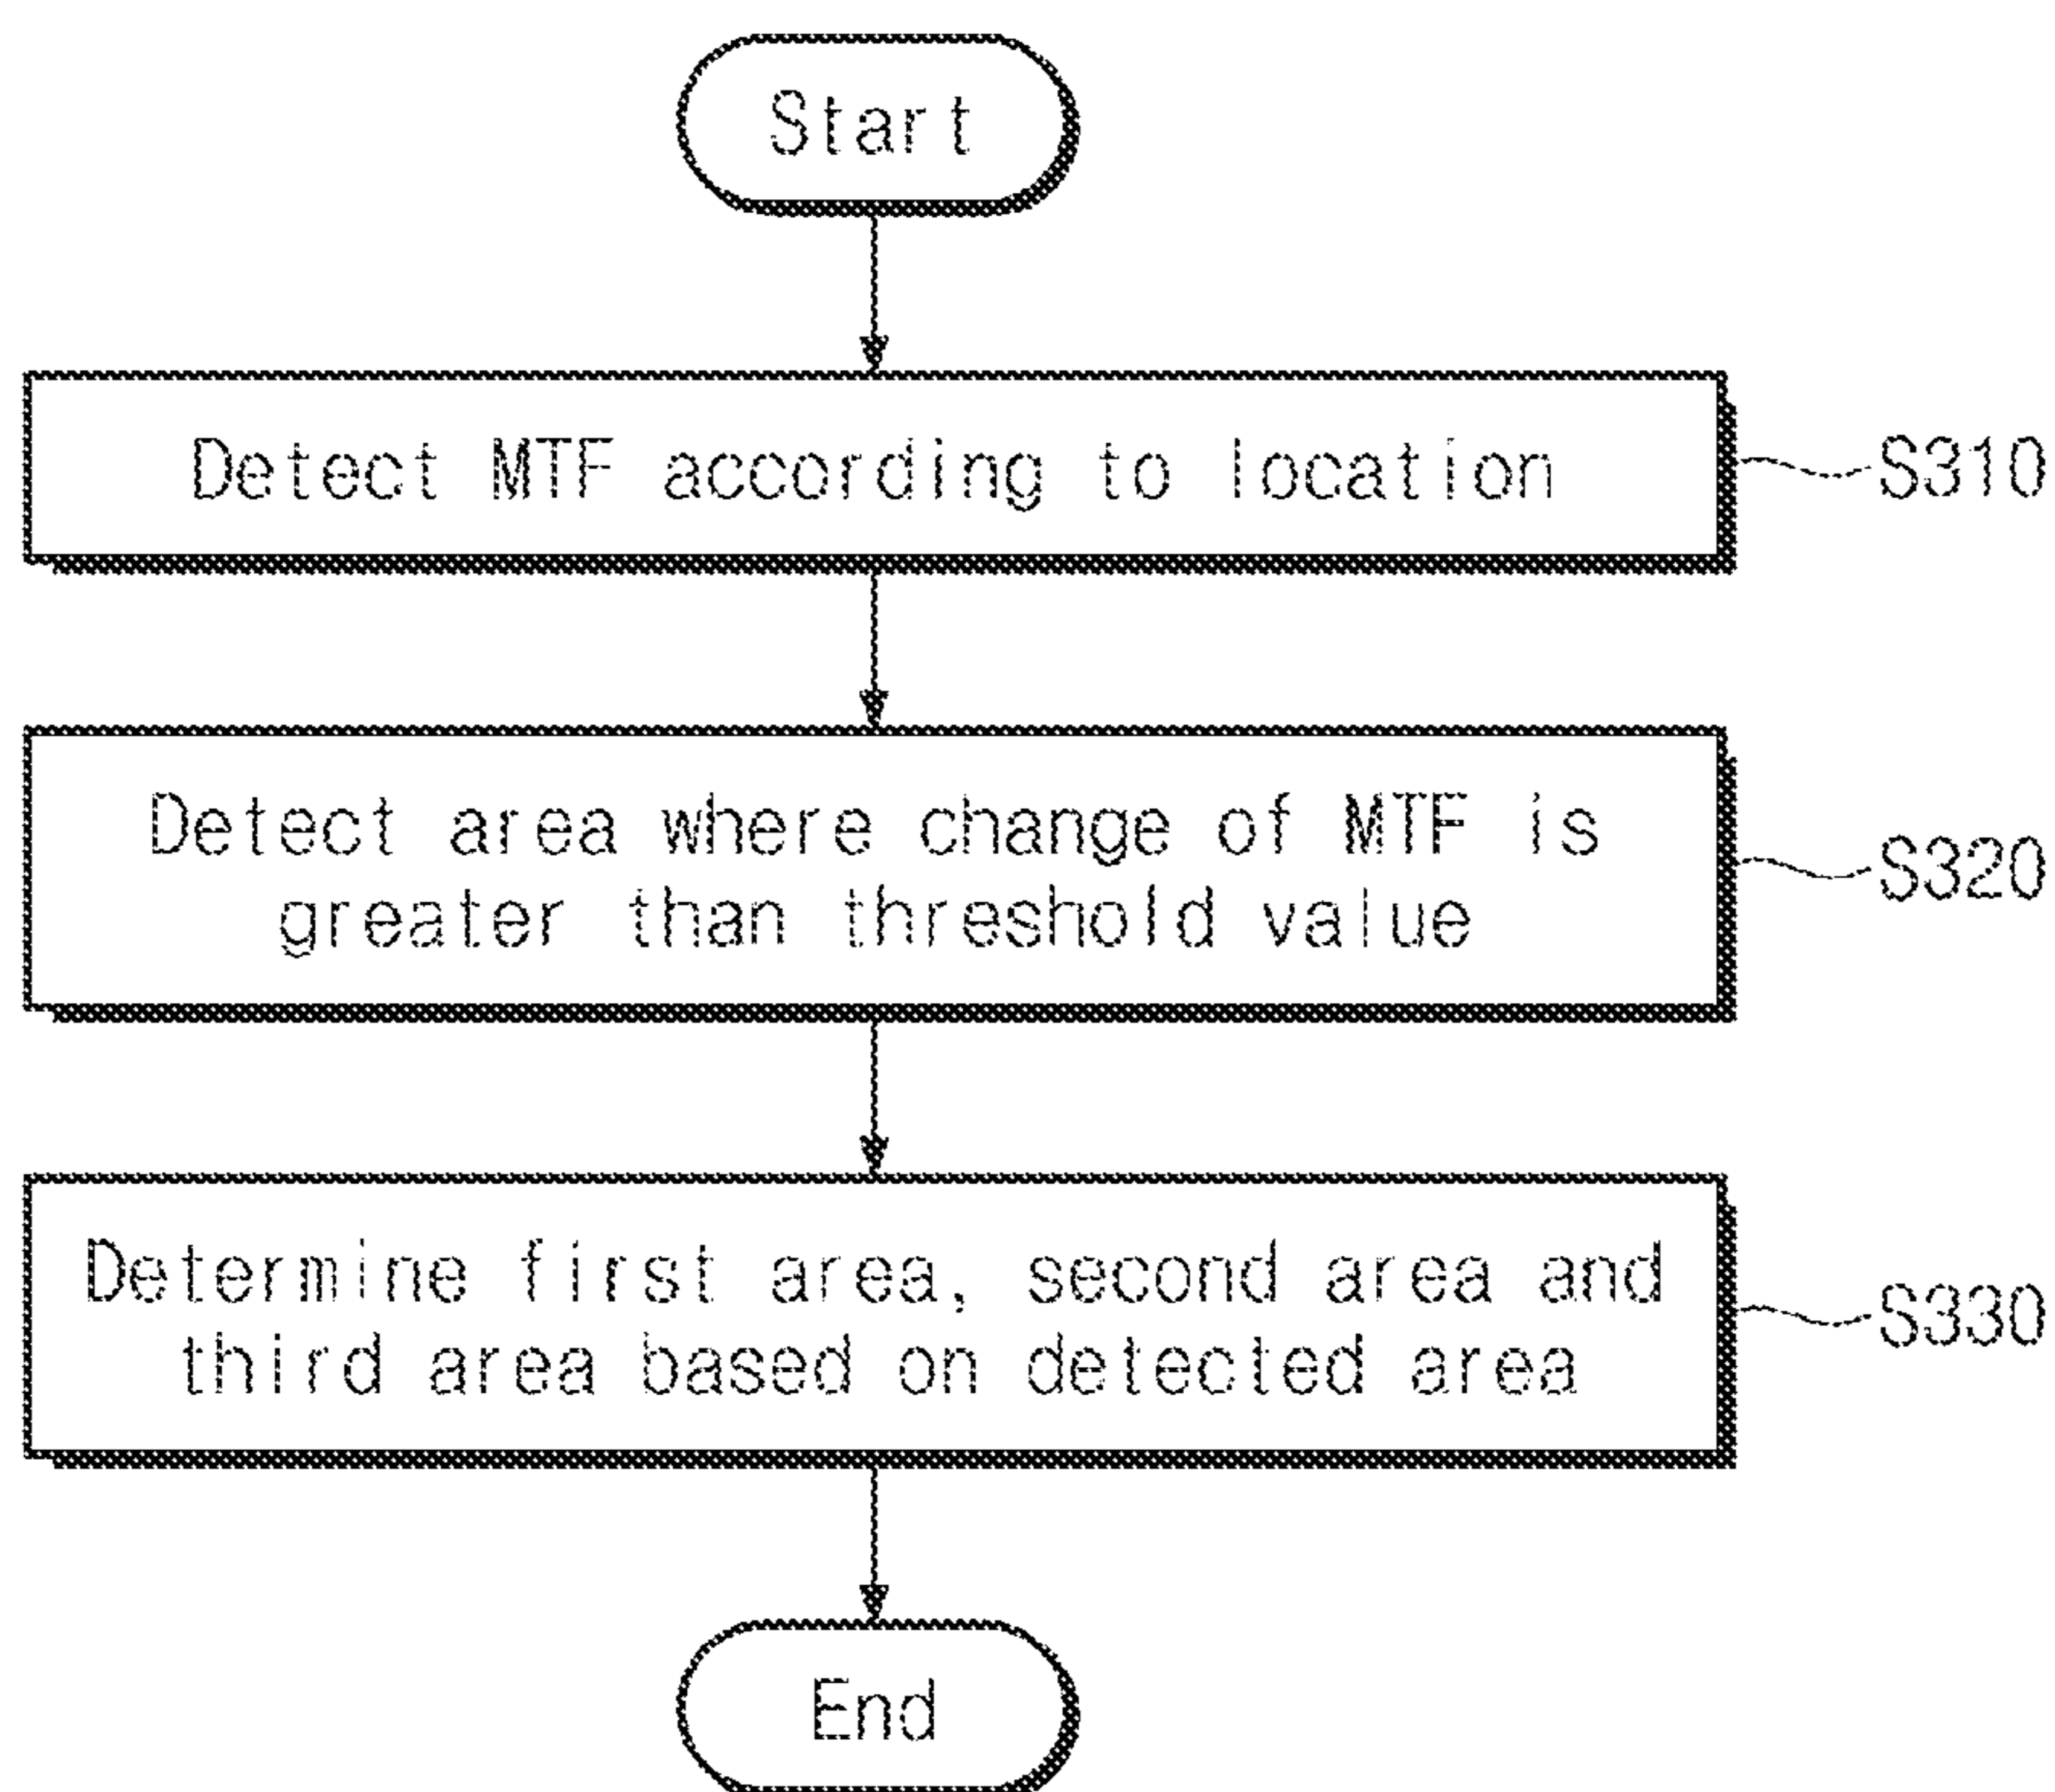 Start
Detect MTF according to location
S310
Detect area where change of MTF is
greater than threshold value
S320
Determine first area, second area and
third area based on detected area
S330
End